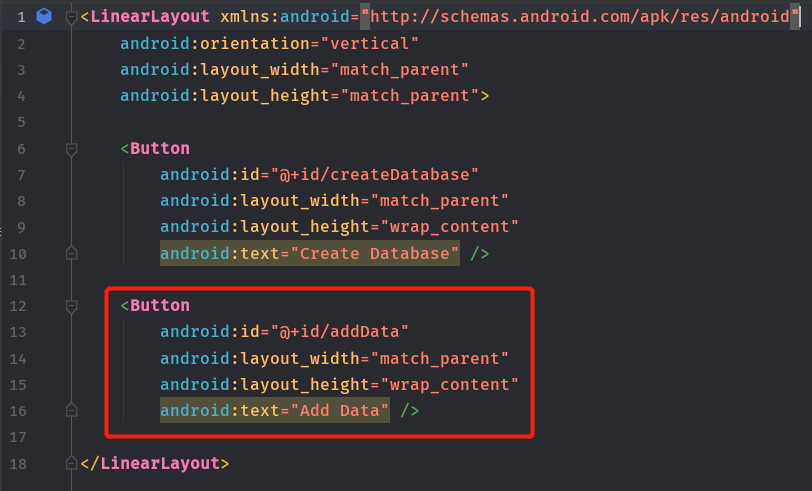 1 <LinearLayout xmlns:android="http://schemas.android.com/apk/res/android"
2 android:orientation="vertical"
3 android:layout_width="match_parent"
4 android:layout_height="match_parent">
5
6 <Button
7 android:id="@+id/createDatabase"
8 android:layout_width="match_parent"
9 android:layout_height="wrap_content"
10 android:text="Create Database" />
11
12 <Button
13 android:id="@+id/addData"
14 android:layout_width="match_parent"
15 android:layout_height="wrap_content"
16 android:text="Add Data" />
17
18 </LinearLayout>